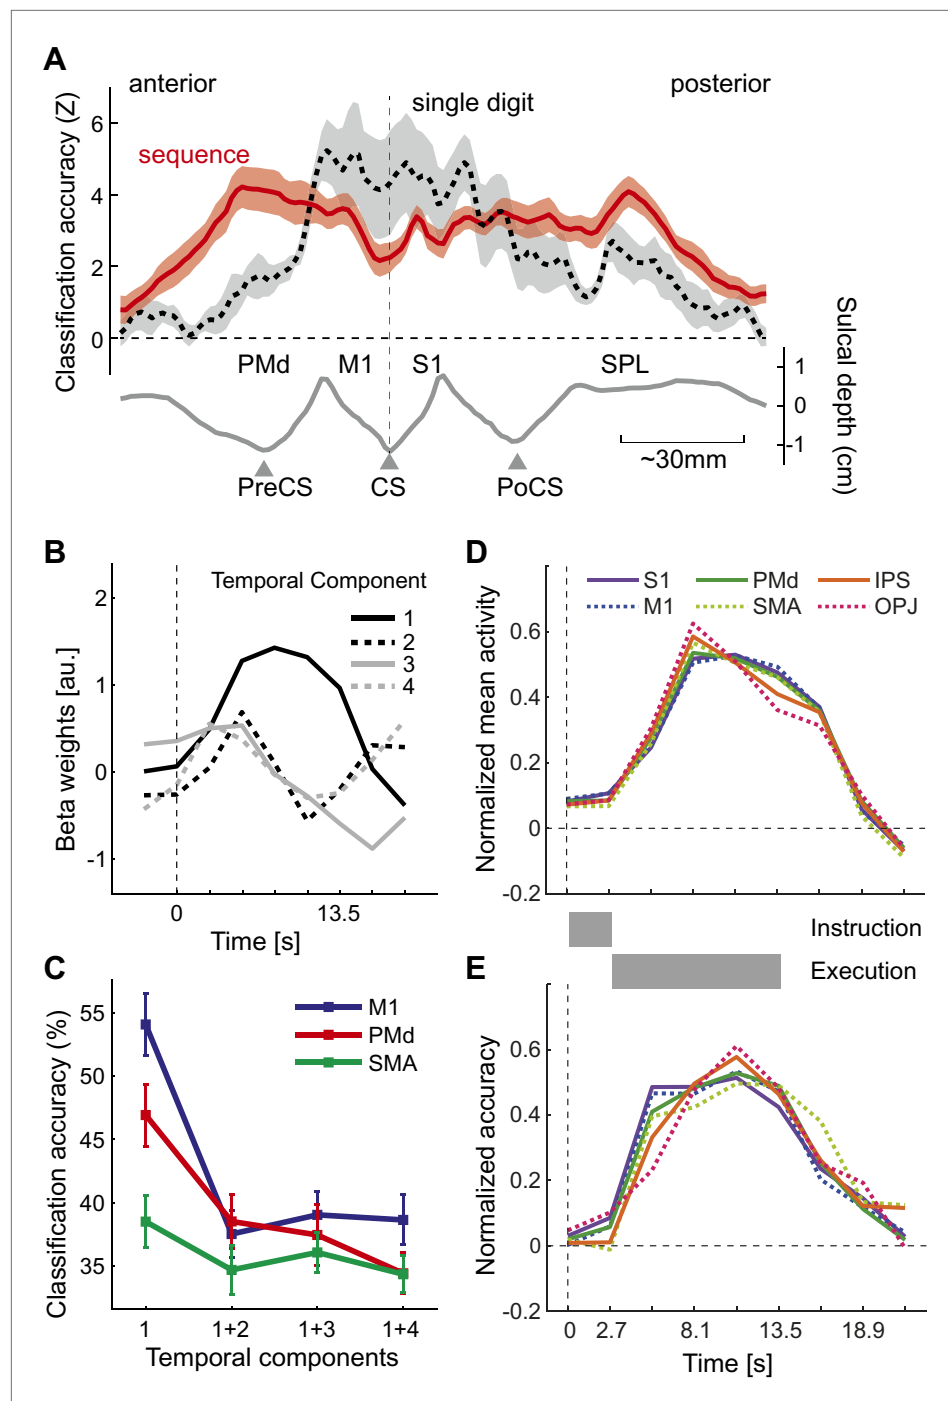 A
anterior
single digit
posterior
Classification accuracy (Z)
6
4
2
0
sequence
PMd
M1
S1
SPL
1
0
-1
Sulcal depth (cm)
~30mm
PreCS
CS
PoCS
B
Temporal Component
1
2
3
4
Beta weights [au.]
2
1
0
-1
0
13.5
Time [s]
C
Classification accuracy (%)
55
50
45
40
35
M1
PMd
SMA
1
1+2
1+3
1+4
Temporal components
D
S1
PMd
IPS
M1
SMA
OPJ
Normalized mean activity
0.6
0.4
0.2
0
-0.2
Instruction
Execution
E
Normalized accuracy
0.6
0.4
0.2
0
-0.2
0
2.7
8.1
13.5
18.9
Time [s]